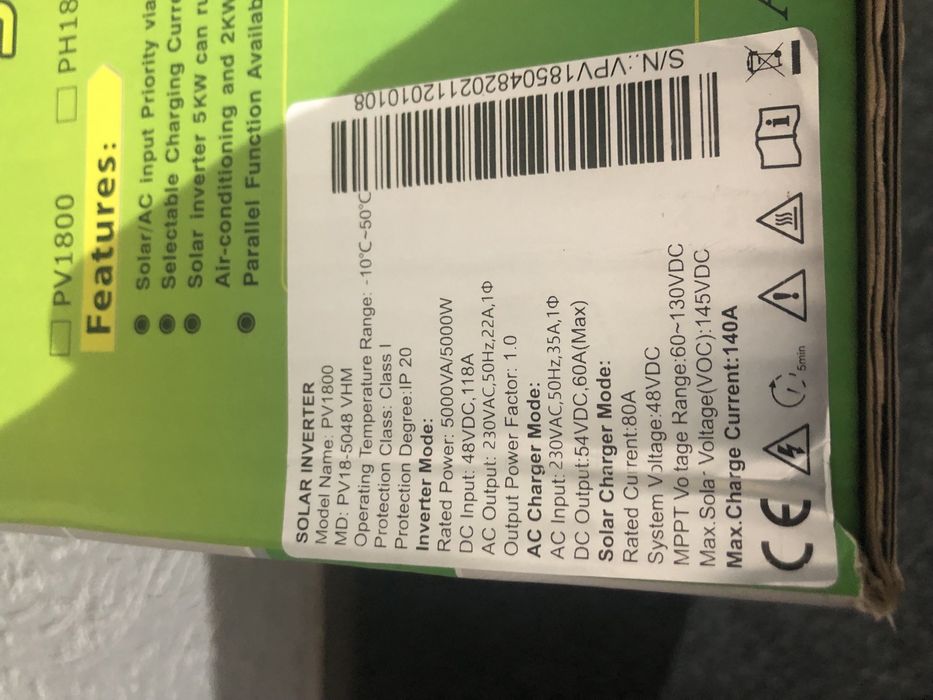 PV1800
PH18
Features:
Solar/AC input Priority via
Selectable Charging Curre
Solar inverter 5KW can ru
Air-conditioning and 2KW
Parallel Function Availab
SOLAR INVERTER
Model Name: PV1800
MD: PV18-5048 VHM
Operating Temperature Range: -10℃~50℃
Protection Class: Class I
Protection Degree:IP 20
Inverter Mode:
Rated Power: 5000VA/5000W
DC Input: 48VDC,118A
AC Output: 230VAC,50Hz,22A,1Φ
Output Power Factor: 1.0
AC Charger Mode:
AC Input:230VAC,50Hz,35A,1Φ
DC Output:54VDC,60A(Max)
Solar Charger Mode:
Rated Current:80A
System Voltage:48VDC
MPPT Voltage Range:60~130VDC
Max.Solar Voltage(VOC):145VDC
Max.Charge Current:140A
CE
5min
S/N.:VPV1850482021112010108